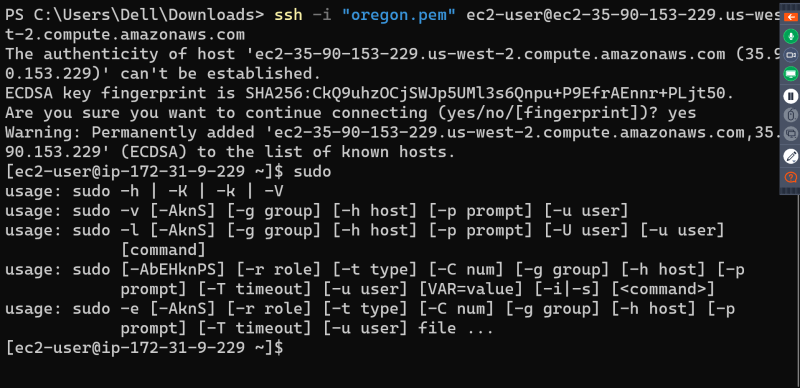 PS C:\Users\Dell\Downloads> ssh -i "oregon.pem" ec2-user@ec2-35-90-153-229.us-wes
t-2.compute.amazonaws.com
The authenticity of host 'ec2-35-90-153-229.us-west-2.compute.amazonaws.com (35.9
0.153.229)' can't be established.
ECDSA key fingerprint is SHA256:CkQ9uhzOCjSWJp5UMl3s6Qnpu+P9EfrAEnnr+PLjt50.
Are you sure you want to continue connecting (yes/no/[fingerprint])? yes
Warning: Permanently added 'ec2-35-90-153-229.us-west-2.compute.amazonaws.com,35.
90.153.229' (ECDSA) to the list of known hosts.
[ec2-user@ip-172-31-9-229 ~]$ sudo
usage: sudo -h | -K | -k | -V
usage: sudo -v [-AknS] [-g group] [-h host] [-p prompt] [-u user]
usage: sudo -l [-AknS] [-g group] [-h host] [-p prompt] [-U user] [-u user]
[command]
usage: sudo [-AbEHknPS] [-r role] [-t type] [-C num] [-g group] [-h host] [-p
prompt] [-T timeout] [-u user] [VAR=value] [-i|-s] [<command>]
usage: sudo -e [-AknS] [-r role] [-t type] [-C num] [-g group] [-h host] [-p
prompt] [-T timeout] [-u user] file ...
[ec2-user@ip-172-31-9-229 ~]$